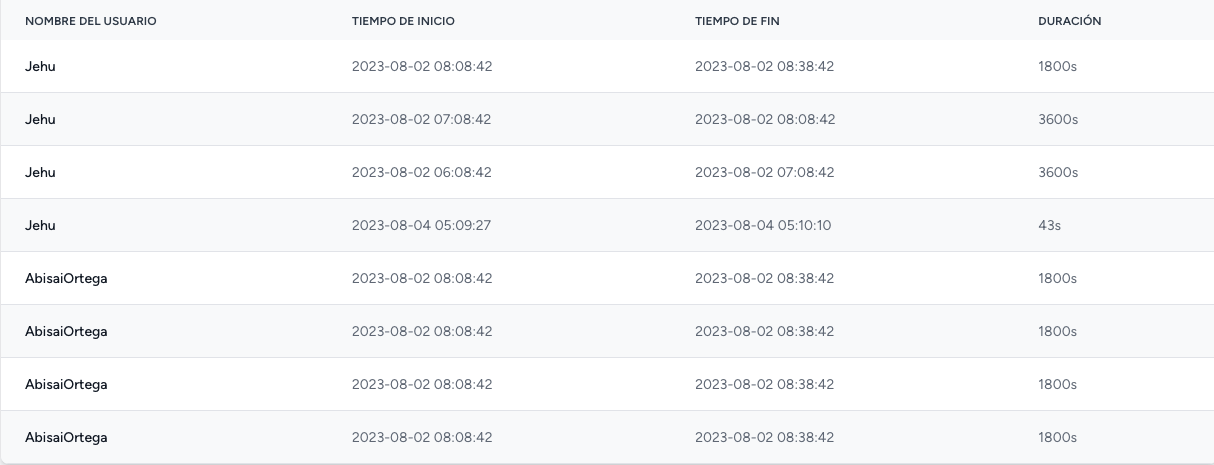 NOMBRE DEL USUARIO TIEMPO DE INICIO TIEMPO DE FIN DURACIÓN
Jehu 2023-08-02 08:08:42 2023-08-02 08:38:42 1800s
Jehu 2023-08-02 07:08:42 2023-08-02 08:08:42 3600s
Jehu 2023-08-02 06:08:42 2023-08-02 07:08:42 3600s
Jehu 2023-08-04 05:09:27 2023-08-04 05:10:10 43s
AbisaiOrtega 2023-08-02 08:08:42 2023-08-02 08:38:42 1800s
AbisaiOrtega 2023-08-02 08:08:42 2023-08-02 08:38:42 1800s
AbisaiOrtega 2023-08-02 08:08:42 2023-08-02 08:38:42 1800s
AbisaiOrtega 2023-08-02 08:08:42 2023-08-02 08:38:42 1800s